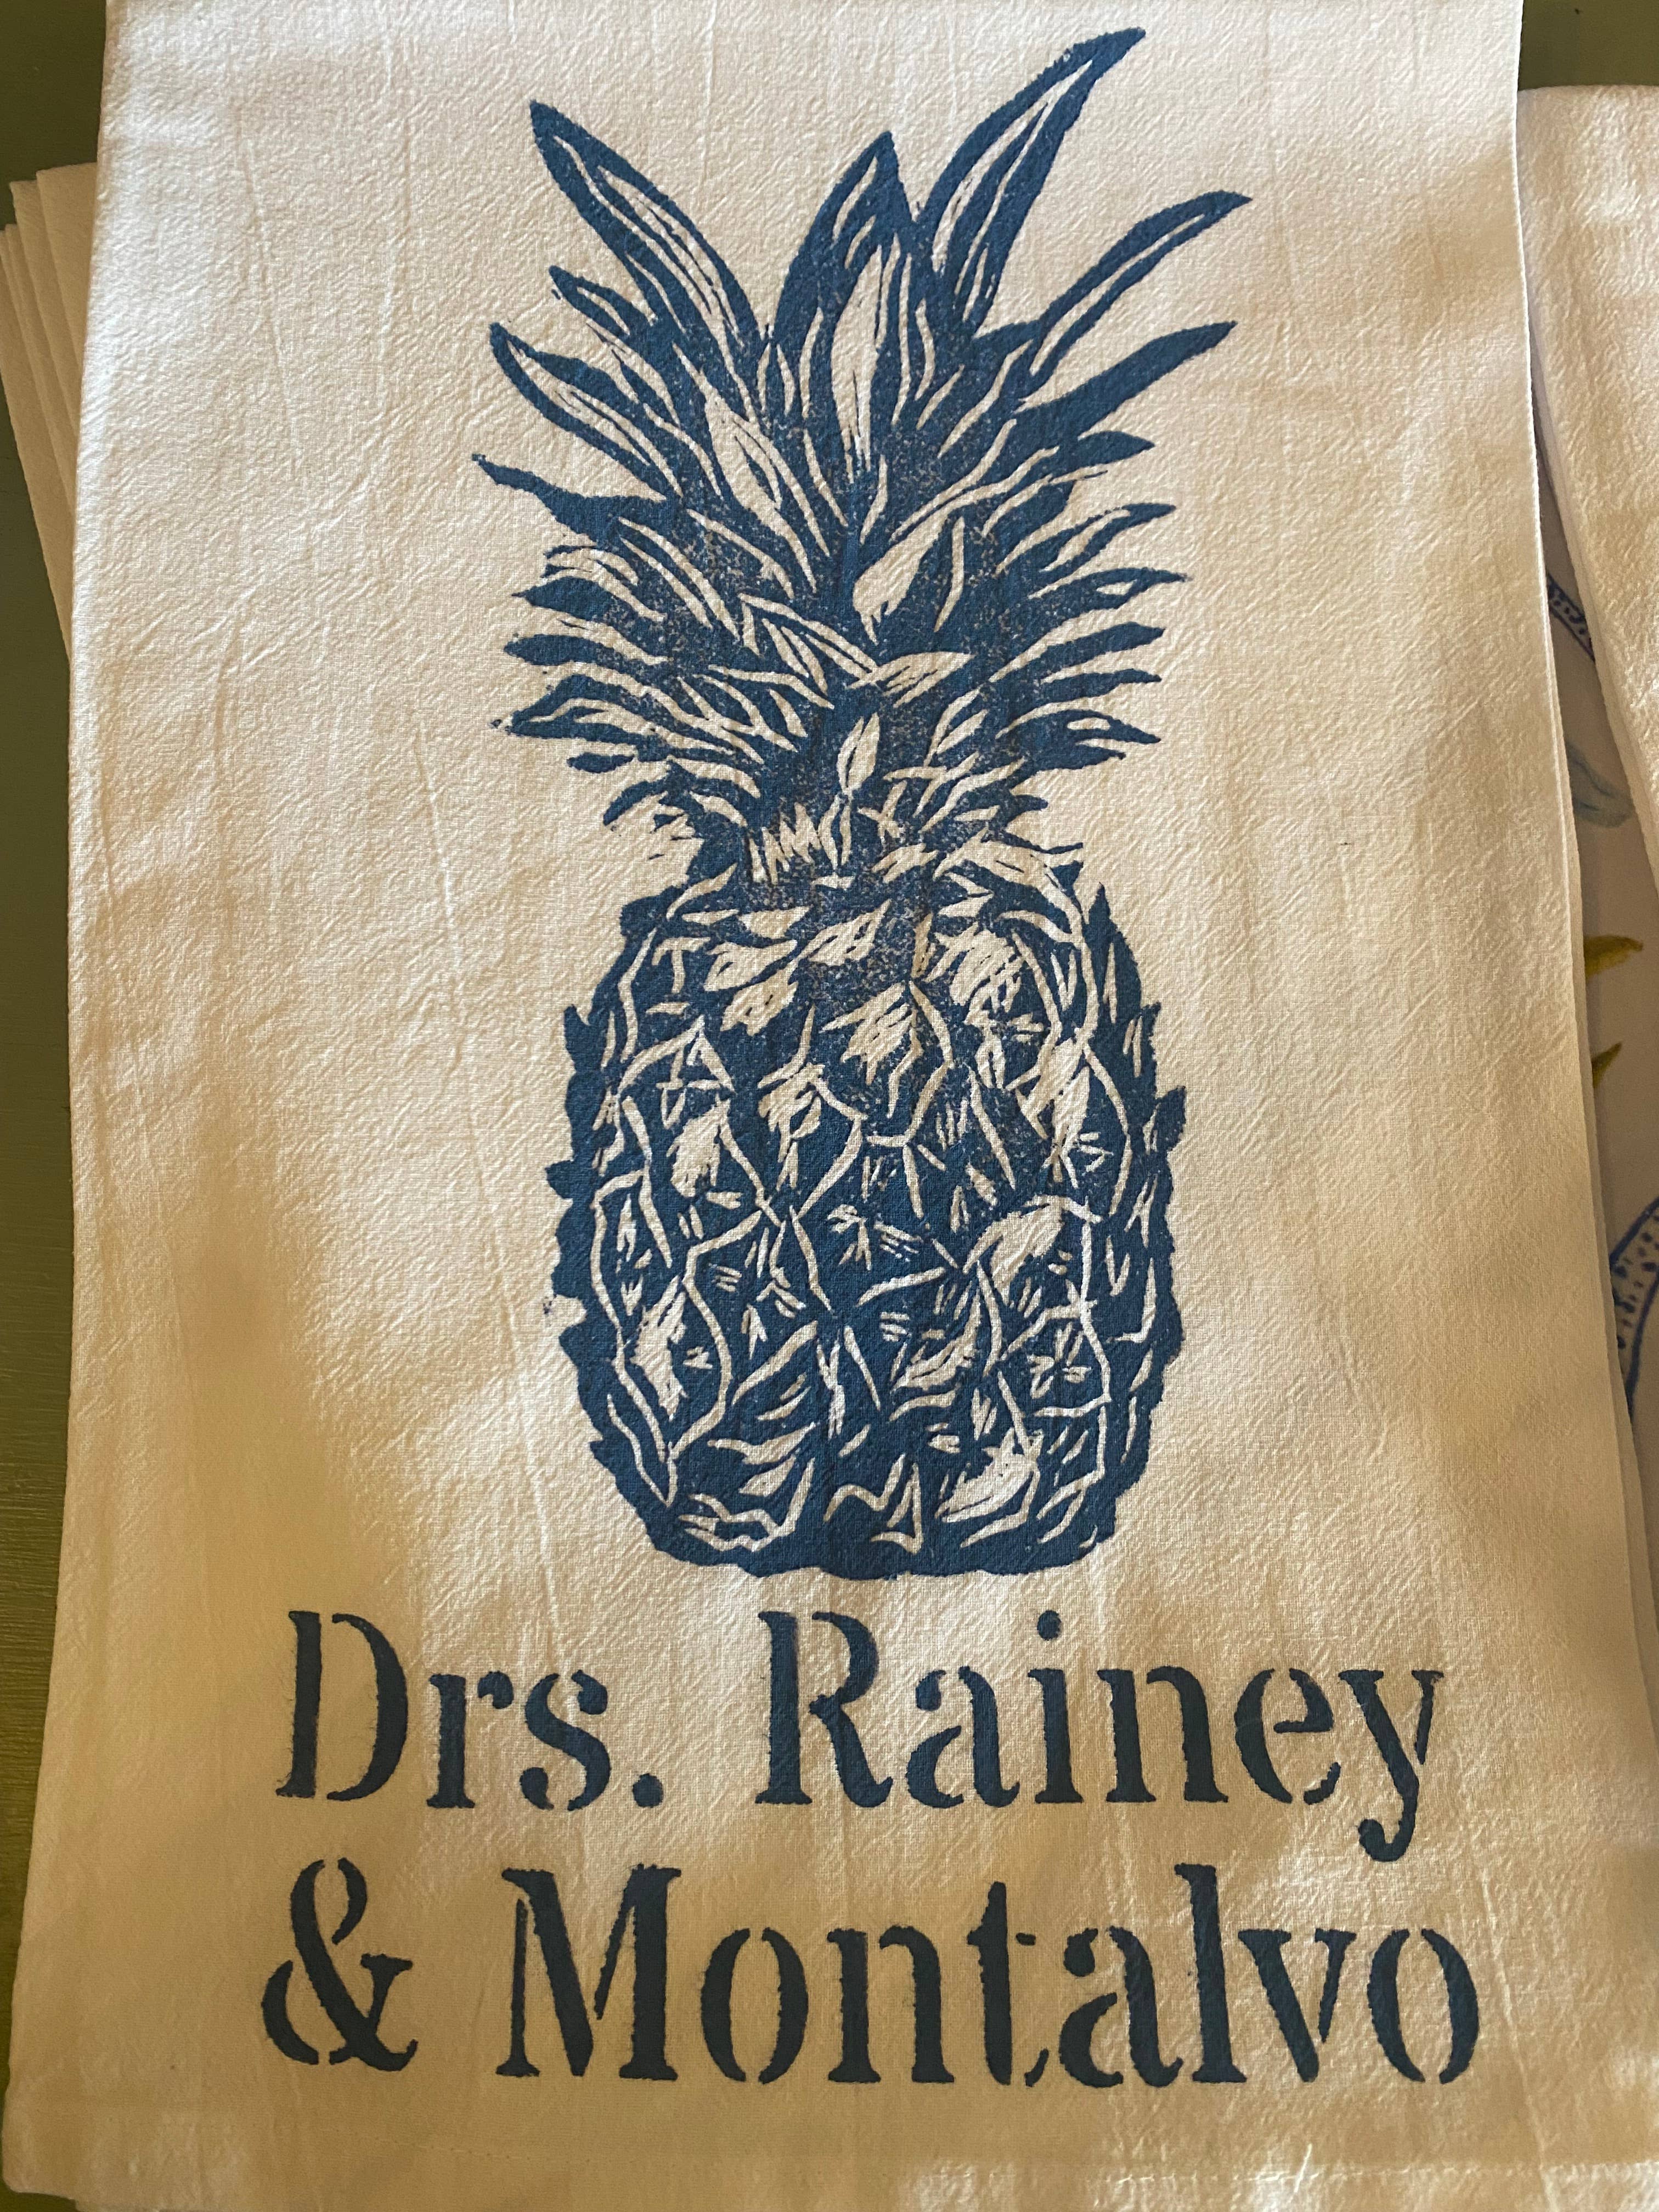 Drs. Rainey
& Montalvo